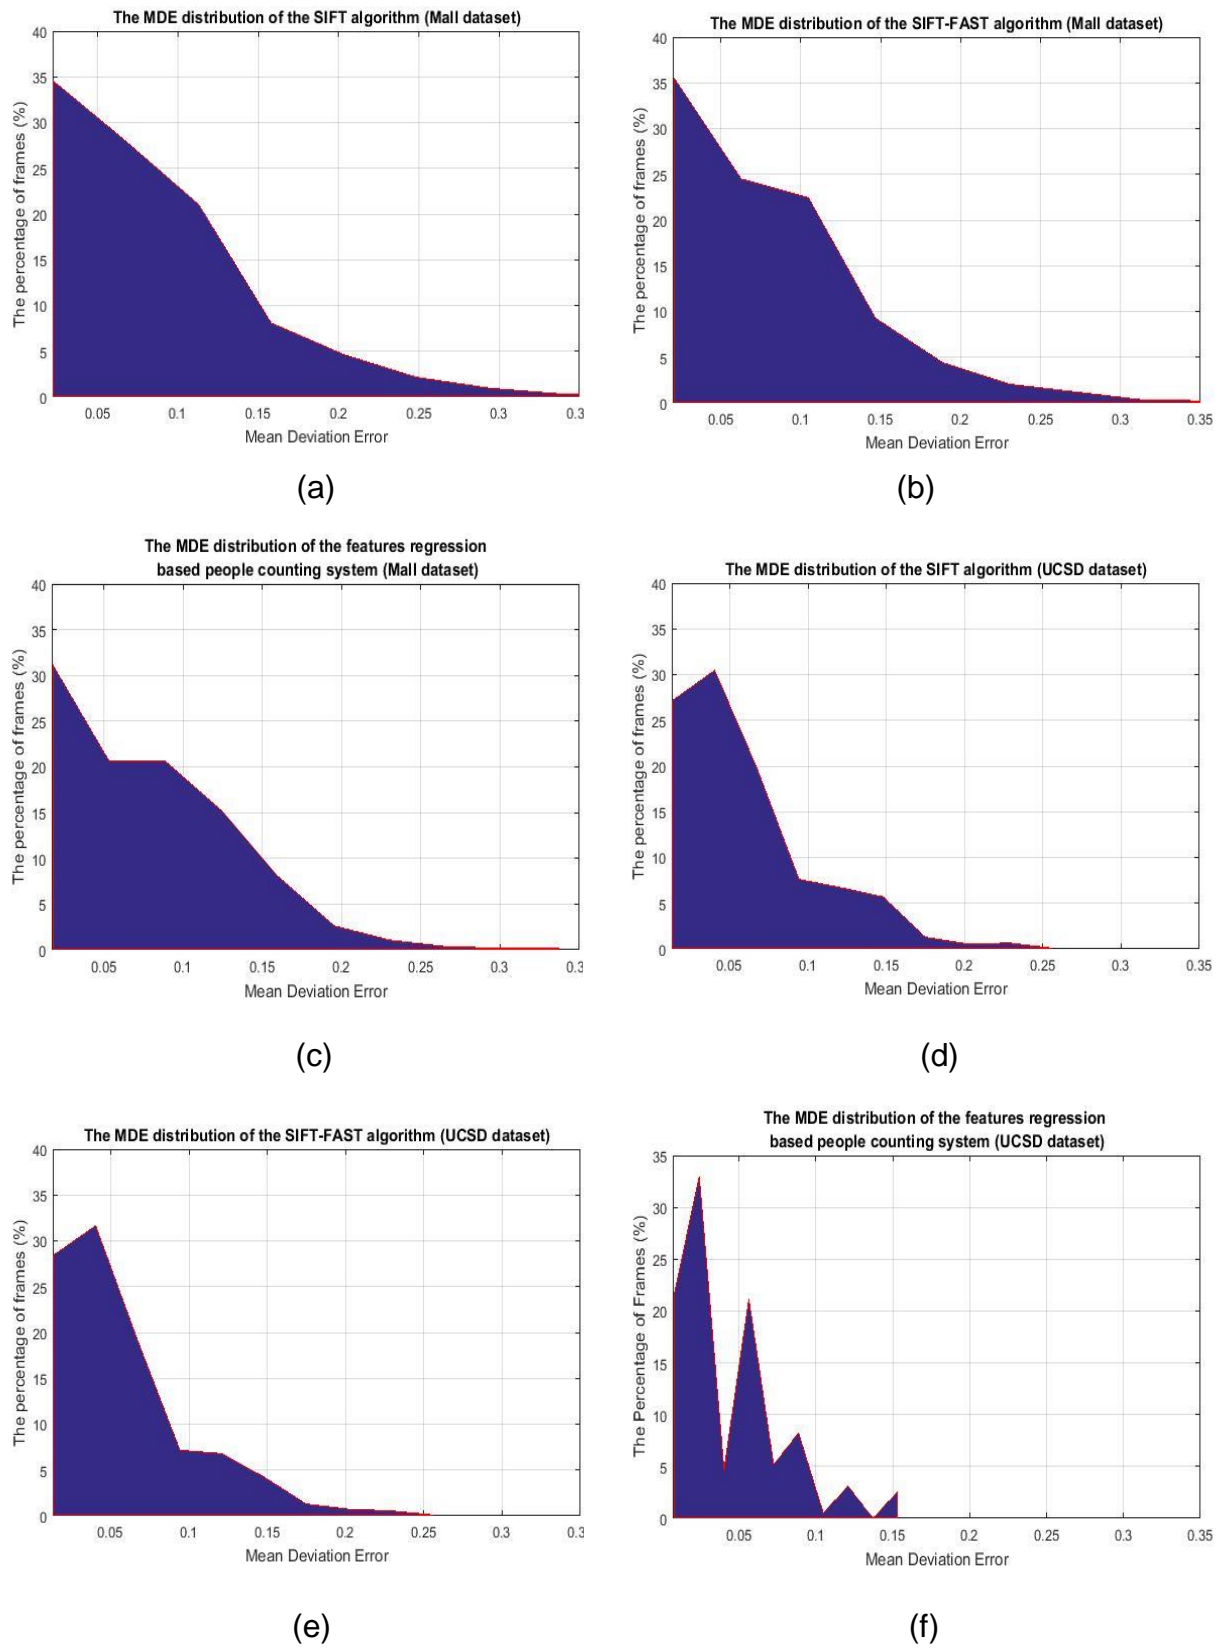 The MDE distribution of the SIFT algorithm (Mall dataset)
40
35
30
25
20
15
10
5
0
The percentage of frames (%)
0.05 0.1 0.15 0.2 0.25 0.3 0.3
Mean Deviation Error
(a)
The MDE distribution of the SIFT-FAST algorithm (Mall dataset)
40
35
30
25
20
15
10
5
0
The percentage of frames (%)
0.05 0.1 0.15 0.2 0.25 0.3 0.35
Mean Deviation Error
(b)
The MDE distribution of the features regression
based people counting system (Mall dataset)
40
35
30
25
20
15
10
5
0
The percentage of frames (%)
0.05 0.1 0.15 0.2 0.25 0.3 0.3
Mean Deviation Error
(c)
The MDE distribution of the SIFT algorithm (UCSD dataset)
40
35
30
25
20
15
10
5
0
The percentage of frames (%)
0.05 0.1 0.15 0.2 0.25 0.3 0.35
Mean Deviation Error
(d)
The MDE distribution of the SIFT-FAST algorithm (UCSD dataset)
40
35
30
25
20
15
10
5
0
The percentage of frames (%)
0.05 0.1 0.15 0.2 0.25 0.3 0.3
Mean Deviation Error
(e)
The MDE distribution of the features regression
based people counting system (UCSD dataset)
35
30
25
20
15
10
5
0
The Percentage of Frames (%)
0.05 0.1 0.15 0.2 0.25 0.3 0.35
Mean Deviation Error
(f)